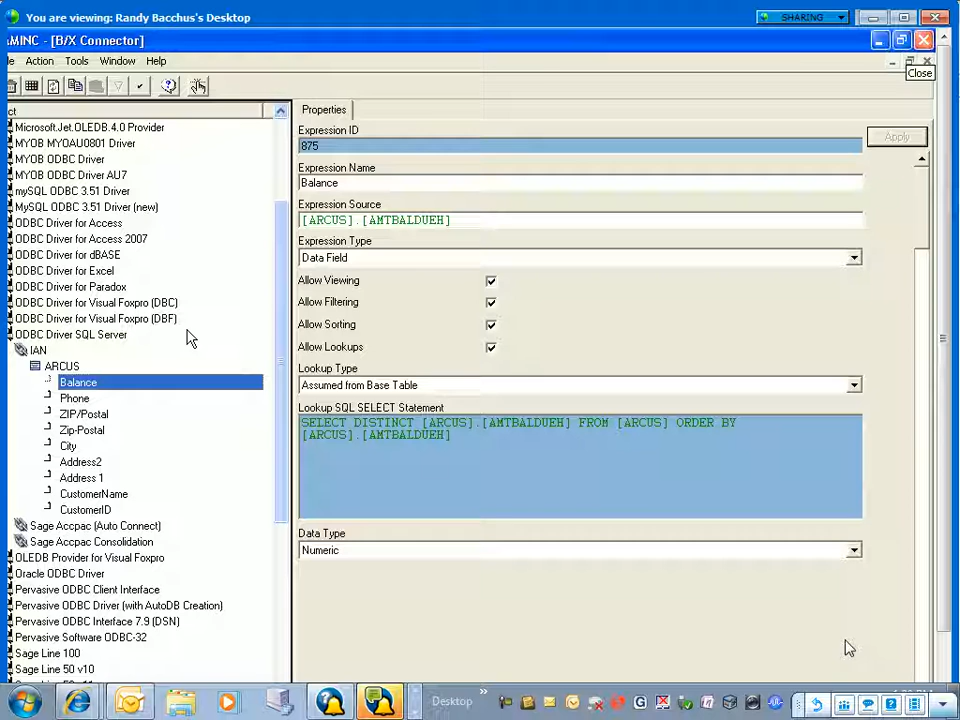 You are viewing: Randy Bacchus's Desktop
SHARING
AMINC - [B/X Connector]
Action Tools Window Help
Close
Properties
Expression ID
875
Apply
Expression Name
Balance
Expression Source
[ARCUS].[AMTBALDUEH]
Expression Type
Data Field
Allow Viewing
Allow Filtering
Allow Sorting
Allow Lookups
Lookup Type
Assumed from Base Table
Lookup SQL SELECT Statement
SELECT DISTINCT [ARCUS].[AMTBALDUEH] FROM [ARCUS] ORDER BY
[ARCUS].[AMTBALDUEH]
Data Type
Numeric
ct
Microsoft.Jet.OLEDB.4.0 Provider
MYOB MYOAU0801 Driver
MYOB ODBC Driver
MYOB ODBC Driver AU7
mySQL ODBC 3.51 Driver
MySQL ODBC 3.51 Driver (new)
ODBC Driver for Access
ODBC Driver for Access 2007
ODBC Driver for dBASE
ODBC Driver for Excel
ODBC Driver for Paradox
ODBC Driver for Visual Foxpro (DBC)
ODBC Driver for Visual Foxpro (DBF)
ODBC Driver SQL Server
IAN
ARCUS
Balance
Phone
ZIP/Postal
Zip-Postal
City
Address2
Address 1
CustomerName
CustomerID
Sage Accpac (Auto Connect)
Sage Accpac Consolidation
OLEDB Provider for Visual Foxpro
Oracle ODBC Driver
Pervasive ODBC Client Interface
Pervasive ODBC Driver (with AutoDB Creation)
Pervasive ODBC Interface 7.9 (DSN)
Pervasive Software ODBC-32
Sage Line 100
Sage Line 50 v10
Desktop